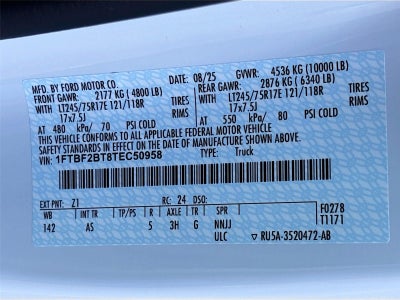 MFD. BY FORD MOTOR CO. 08/25 GVWR: 4536 KG (10000 LB)
FRONT GAWR: 2177 KG (4800 LB) REAR GAWR: 2876 KG (6340 LB)
LT245/75R17E 121/118R TIRES LT245/75R17E 121/118R TIRES
17x7.5J RIMS 17x7.5J RIMS
AT 480 kPa/ 70 PSI COLD AT 550 kPa/ 80 PSI COLD
THIS VEHICLE CONFORMS TO ALL APPLICABLE FEDERAL MOTOR VEHICLE
SAFETY STANDARDS IN EFFECT ON THE DATE OF MANUFACTURE SHOWN ABOVE.
VIN: 1FTBF2BT8TEC50958 TYPE: Truck
EXT PNT: Z1 RC: 24 DSO:
WB INT TR TP/PS R AXLE TR SPR F0278
142 AS 5 3H G NNJJ T1171
ULC ▽ RU5A-3520472-AB